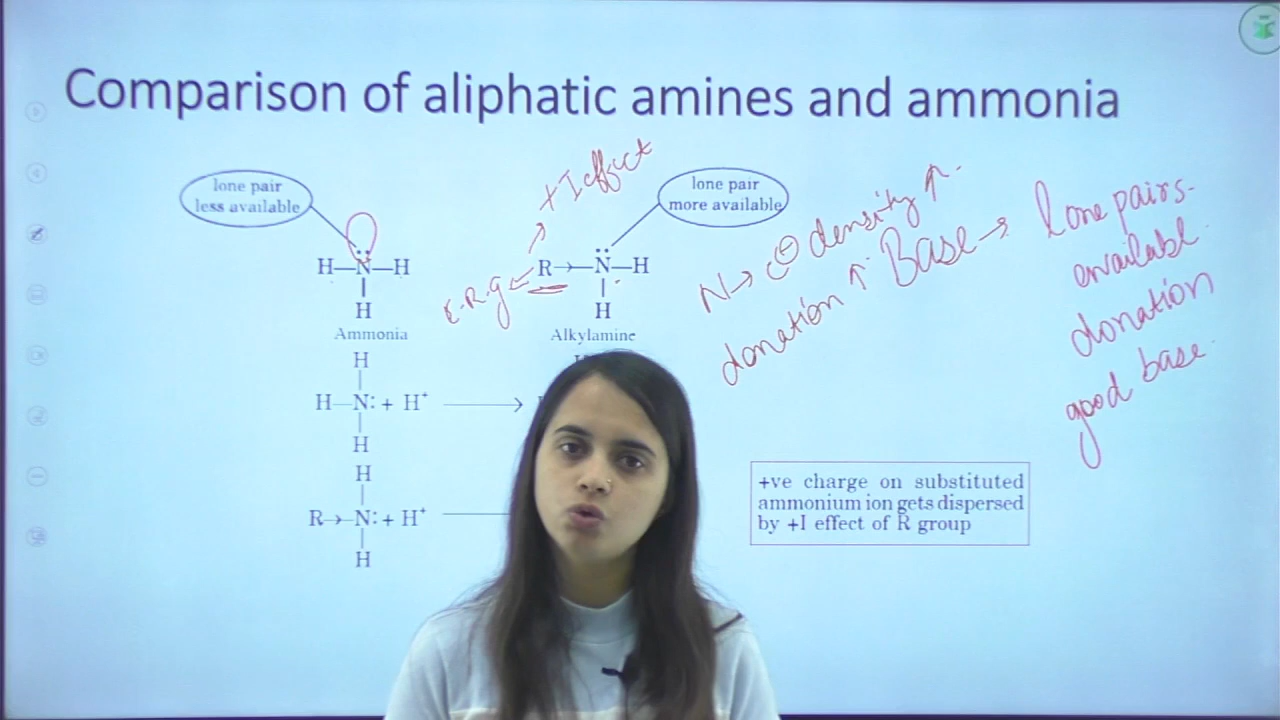 Comparison of aliphatic amines and ammonia
lone pair
less available
+I effect
lone pair
more available
H—N̈—H
|
H
Ammonia
E.R.g
R→—N̈—H
|
H
Alkylamine
N → e⊖ density ↑.
donation ↑ Base →
lone pairs.
available.
donation
good base.
H
|
H—N: + H⁺ ⟶
|
H
H
|
R→—N: + H⁺
|
H
+ve charge on substituted
ammonium ion gets dispersed
by +I effect of R group